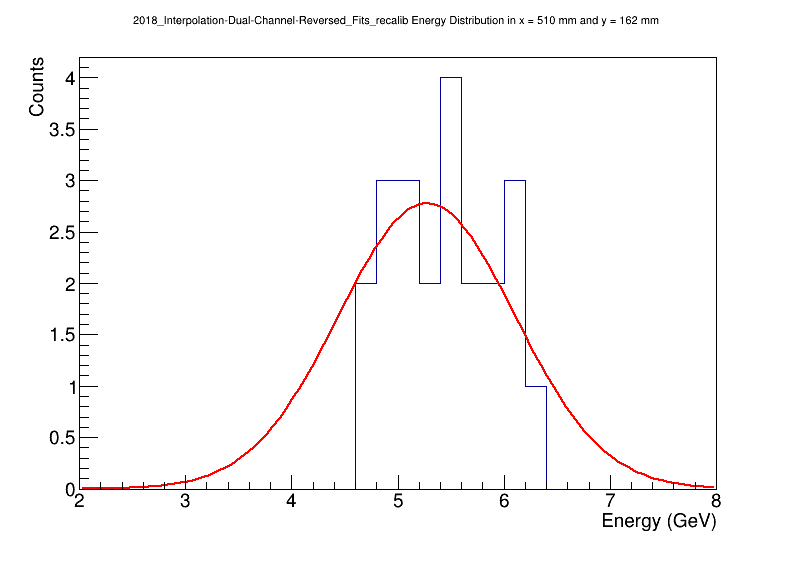 2018_Interpolation-Dual-Channel-Reversed_Fits_recalib Energy Distribution in x = 510 mm and y = 162 mm
Counts
4
3.5
3
2.5
2
1.5
1
0.5
0
2 3 4 5 6 7 8
Energy (GeV)